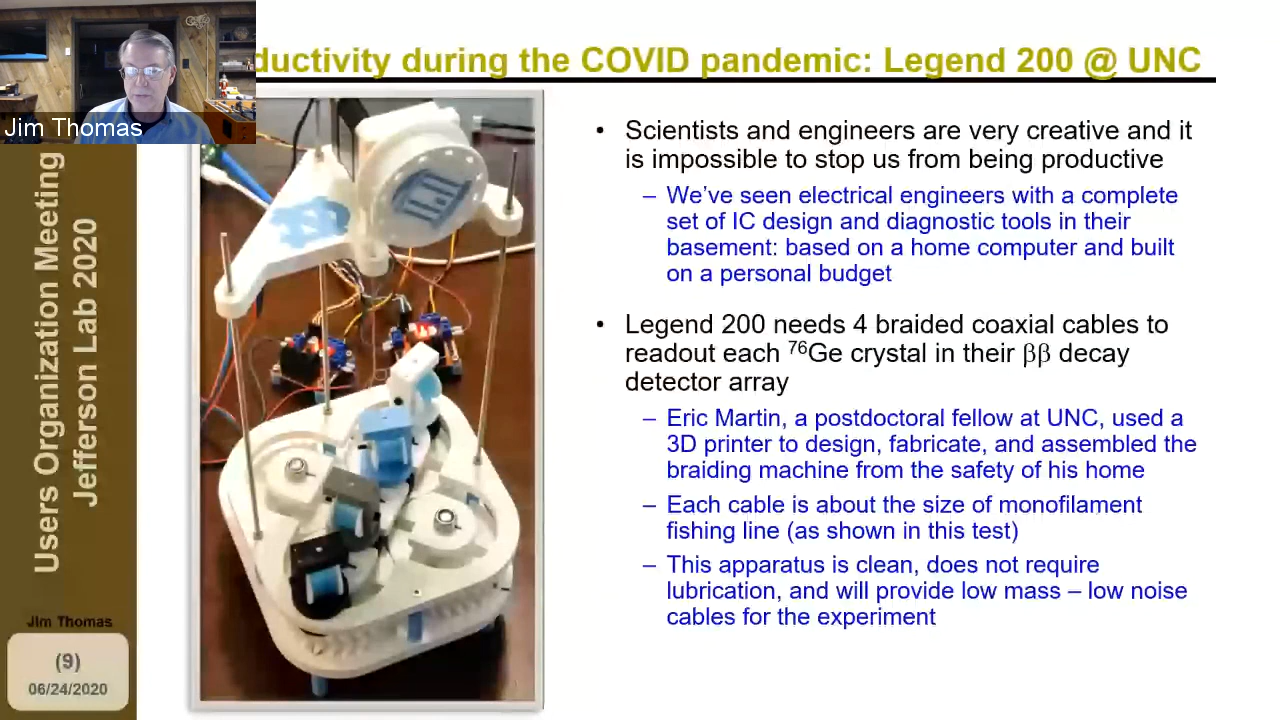 ductivity during the COVID pandemic: Legend 200 @ UNC
Jim Thomas
Users Organization Meeting
Jefferson Lab 2020
Jim Thomas
(9)
06/24/2020
• Scientists and engineers are very creative and it
is impossible to stop us from being productive
– We’ve seen electrical engineers with a complete
set of IC design and diagnostic tools in their
basement: based on a home computer and built
on a personal budget
• Legend 200 needs 4 braided coaxial cables to
readout each ⁷⁶Ge crystal in their ββ decay
detector array
– Eric Martin, a postdoctoral fellow at UNC, used a
3D printer to design, fabricate, and assembled the
braiding machine from the safety of his home
– Each cable is about the size of monofilament
fishing line (as shown in this test)
– This apparatus is clean, does not require
lubrication, and will provide low mass – low noise
cables for the experiment